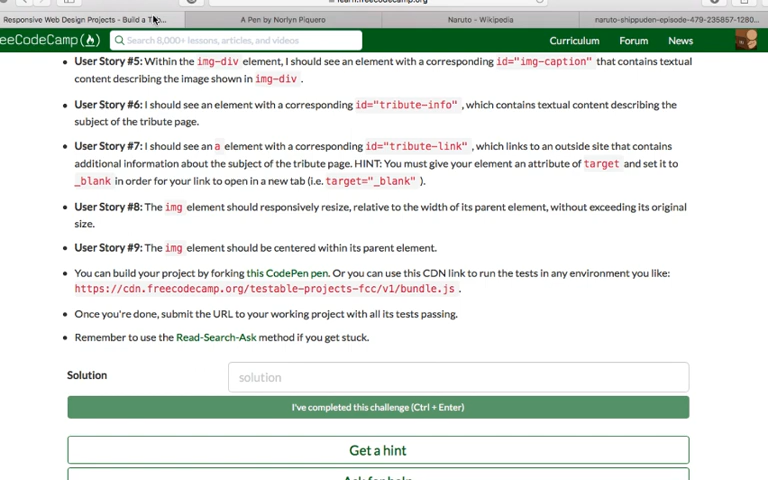 learn.freecodecamp.org
Responsive Web Design Projects - Build a T
A Pen by Norlyn Piquero
Naruto - Wikipedia
naruto-shippuden-episode-479-235857-1280...
eeCodeCamp
Search 8,000+ lessons, articles, and videos
Curriculum
Forum
News
User Story #5: Within the img-div element, I should see an element with a corresponding id="img-caption" that contains textual
content describing the image shown in img-div .
User Story #6: I should see an element with a corresponding id="tribute-info" , which contains textual content describing the
subject of the tribute page.
User Story #7: I should see an a element with a corresponding id="tribute-link" , which links to an outside site that contains
additional information about the subject of the tribute page. HINT: You must give your element an attribute of target and set it to
_blank in order for your link to open in a new tab (i.e. target="_blank" ).
User Story #8: The img element should responsively resize, relative to the width of its parent element, without exceeding its original
size.
User Story #9: The img element should be centered within its parent element.
You can build your project by forking this CodePen pen. Or you can use this CDN link to run the tests in any environment you like:
https://cdn.freecodecamp.org/testable-projects-fcc/v1/bundle.js .
Once you're done, submit the URL to your working project with all its tests passing.
Remember to use the Read-Search-Ask method if you get stuck.
Solution
solution
I've completed this challenge (Ctrl + Enter)
Get a hint
Ask for help